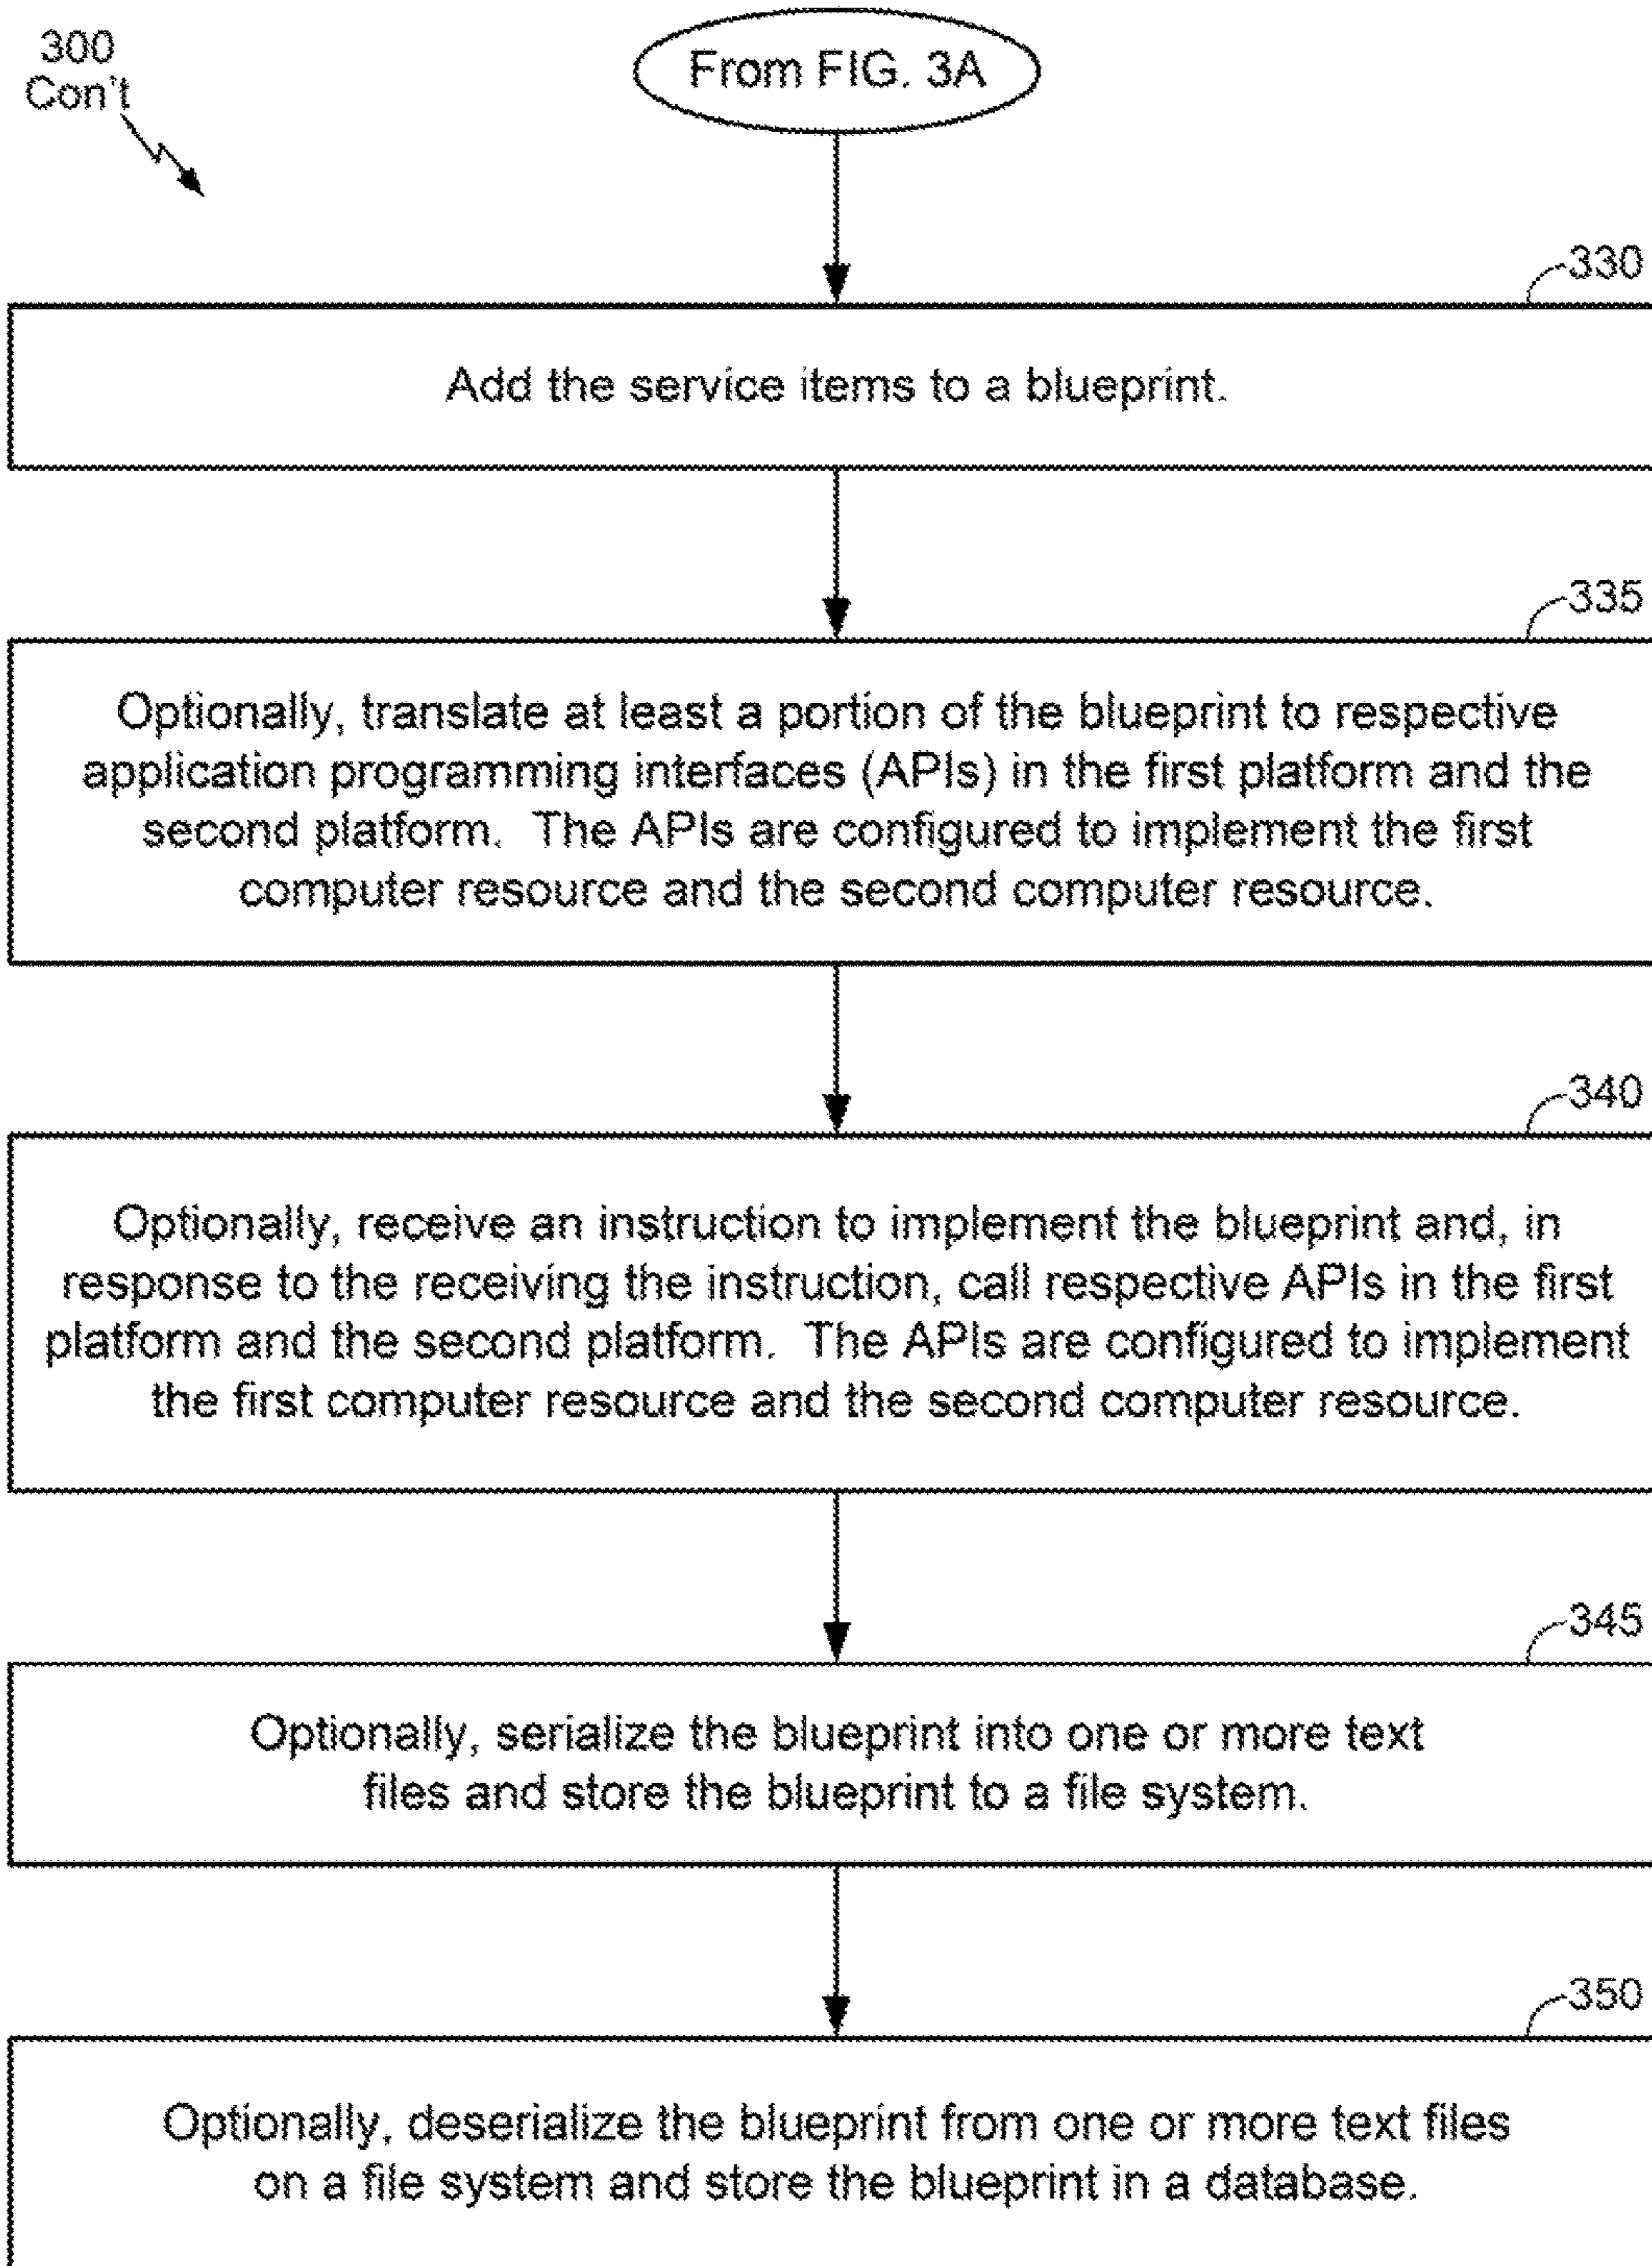 300
Con't
From FIG. 3A
330
Add the service items to a blueprint.
335
Optionally, translate at least a portion of the blueprint to respective
application programming interfaces (APIs) in the first platform and the
second platform. The APIs are configured to implement the first
computer resource and the second computer resource.
340
Optionally, receive an instruction to implement the blueprint and, in
response to the receiving the instruction, call respective APIs in the first
platform and the second platform. The APIs are configured to implement
the first computer resource and the second computer resource.
345
Optionally, serialize the blueprint into one or more text
files and store the blueprint to a file system.
350
Optionally, deserialize the blueprint from one or more text files
on a file system and store the blueprint in a database.